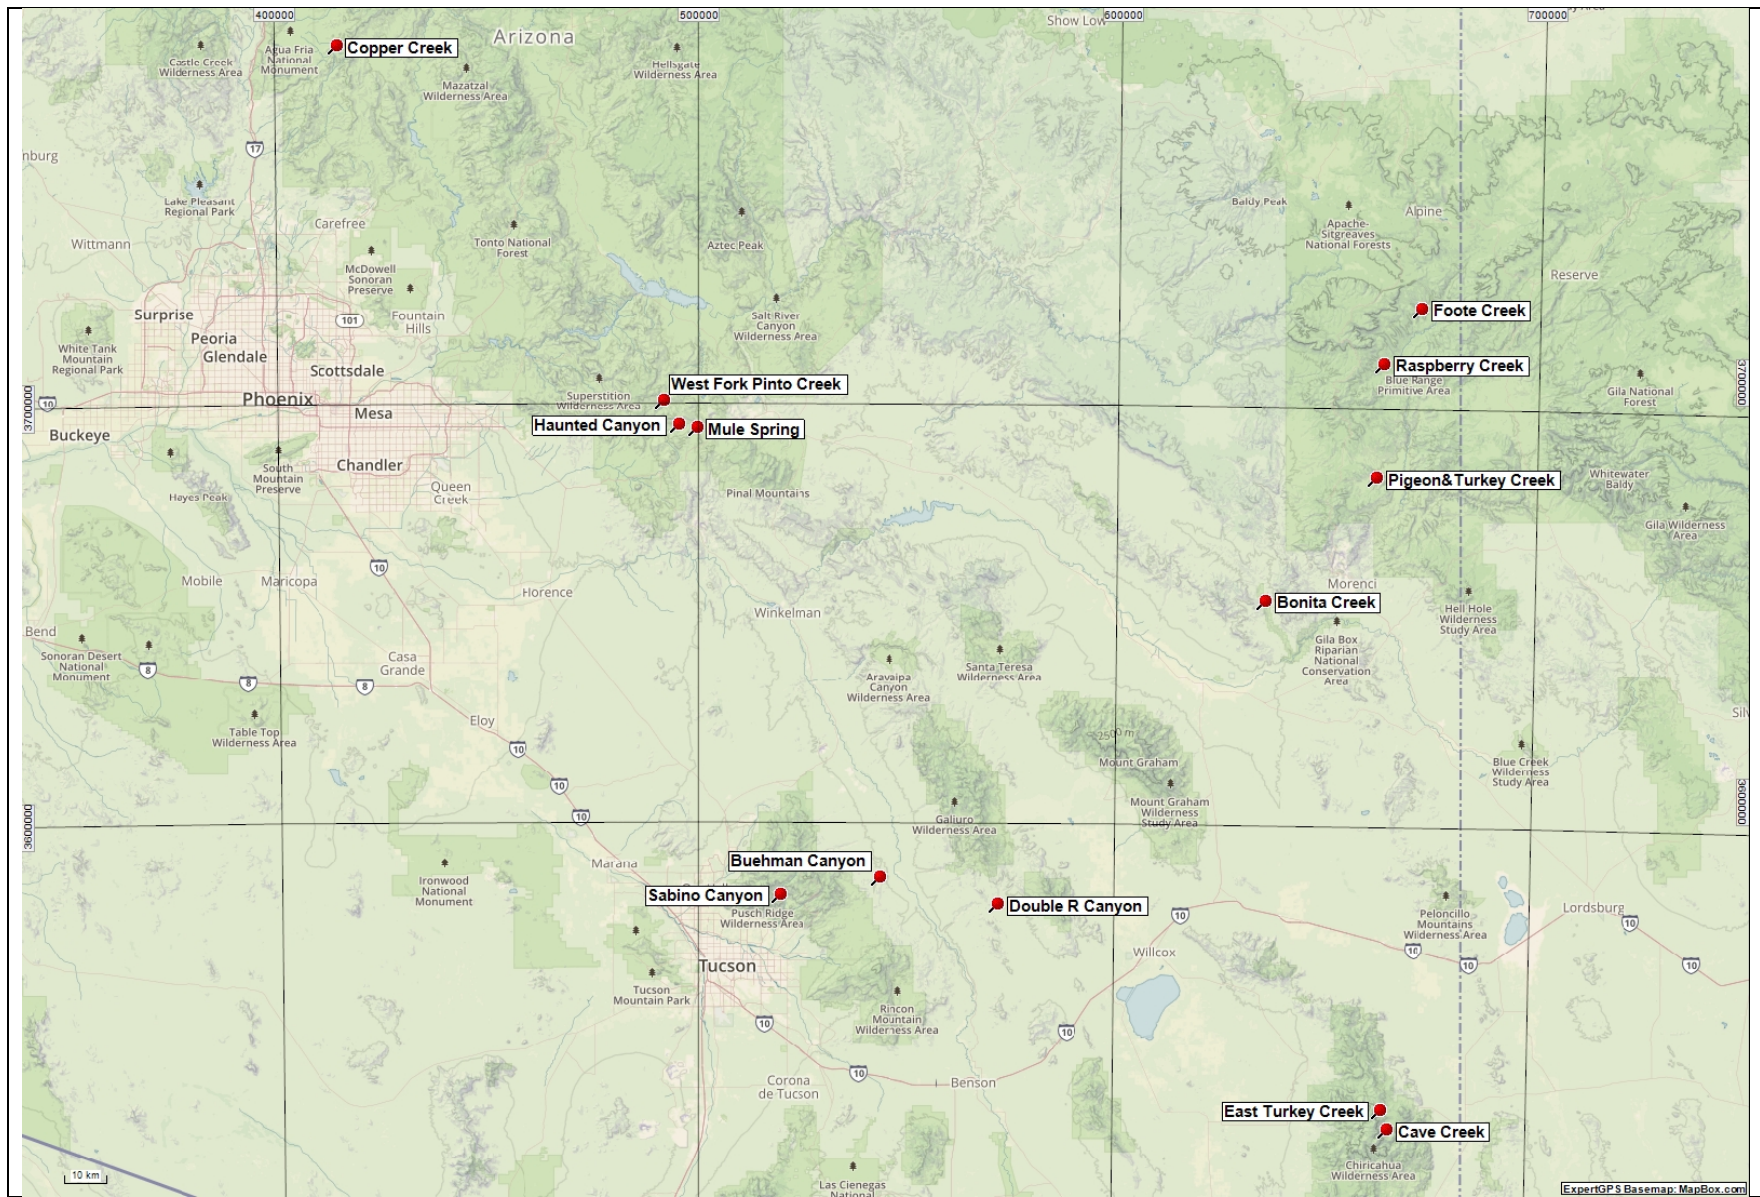 400000
500000
600000
700000
Show Low
Arizona
Copper Creek
Castle Creek
Wilderness Area
Agua Fria
National
Monument
Hellsgate
Wilderness Area
Mazatzal
Wilderness Area
17
nburg
Lake Pleasant
Regional Park
Carefree
Wittmann
Tonto National
Forest
Aztec Peak
Baldy Peak
Alpine
Apache-
Sitgreaves
National Forests
Reserve
McDowell
Sonoran
Preserve
Surprise
101
Fountain
Hills
Salt River
Canyon
Wilderness Area
Foote Creek
Peoria
Glendale
White Tank
Mountain
Regional Park
Scottsdale
Raspberry Creek
Blue Range
Primitive Area
Gila National
Forest
3700000
3700000
West Fork Pinto Creek
Superstition
Wilderness Area
10
Phoenix
Mesa
Haunted Canyon
Mule Spring
Buckeye
Chandler
South
Mountain
Preserve
Hayes Peak
Queen
Creek
Pinal Mountains
Pigeon&Turkey Creek
Whitewater
Baldy
Gila Wilderness
Area
10
Mobile
Maricopa
Florence
Winkelman
Morenci
Bonita Creek
Hell Hole
Wilderness
Study Area
Bend
Sonoran Desert
National
Monument
8
8
8
Casa
Grande
Aravaipa
Canyon
Wilderness Area
Santa Teresa
Wilderness Area
Gila Box
Riparian
National
Conservation
Area
Eloy
Table Top
Wilderness Area
10
2500 m
Mount Graham
Silv
Blue Creek
Wilderness
Study Area
10
Mount Graham
Wilderness
Study Area
10
Galiuro
Wilderness Area
3600000
3600000
Marana
Buehman Canyon
Ironwood
National
Monument
Sabino Canyon
Pusch Ridge
Wilderness Area
Double R Canyon
10
Peloncillo
Mountains
Wilderness Area
Lordsburg
10
10
10
10
Willcox
Tucson
Tucson
Mountain Park
Rincon
Mountain
Wilderness Area
10
10
10
Corona
de Tucson
Benson
East Turkey Creek
Cave Creek
Chiricahua
Wilderness Area
10 km
Las Cienegas
National
ExpertGPS Basemap: MapBox.com